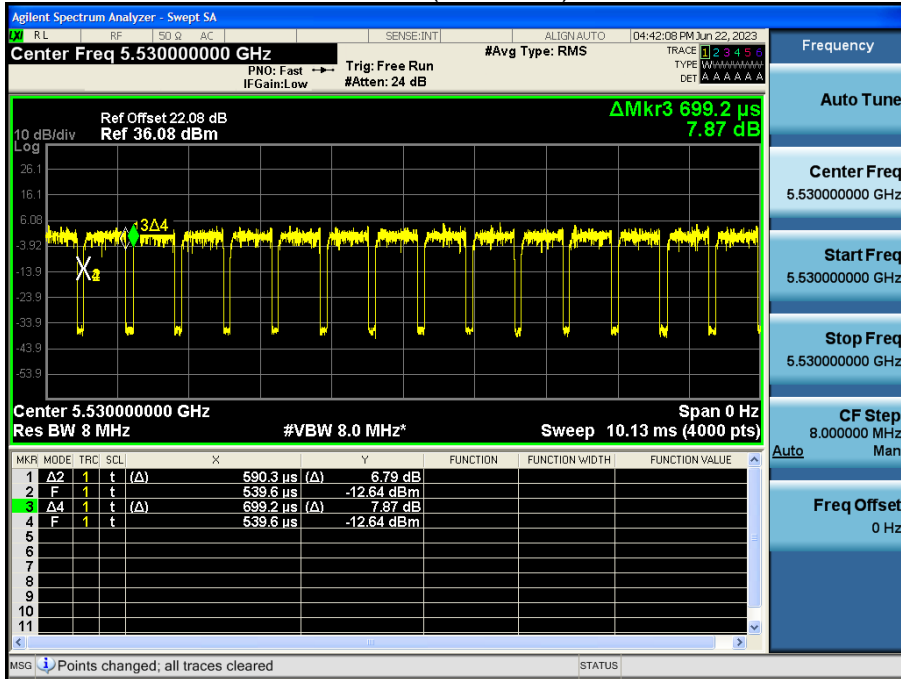 Agilent Spectrum Analyzer - Swept SA
LXI RL RF 50 Ω AC SENSE:INT ALIGNAUTO 04:42:08 PM Jun 22, 2023
Center Freq 5.530000000 GHz #Avg Type: RMS TRACE 1 2 3 4 5 6
PNO: Fast Trig: Free Run TYPE WWWWWW
IFGain:Low #Atten: 24 dB DET A A A A A A
ΔMkr3 699.2 µs
7.87 dB
Ref Offset 22.08 dB
10 dB/div Ref 36.08 dBm
Log
26.1
16.1
6.08
-3.92
-13.9
-23.9
-33.9
-43.9
-53.9
3Δ4
Center 5.530000000 GHz Span 0 Hz
Res BW 8 MHz #VBW 8.0 MHz* Sweep 10.13 ms (4000 pts)
MKR MODE TRC SCL X Y FUNCTION FUNCTION WIDTH FUNCTION VALUE
1 Δ2 1 t (Δ) 590.3 µs (Δ) 6.79 dB
2 F 1 t 539.6 µs -12.64 dBm
3 Δ4 1 t (Δ) 699.2 µs (Δ) 7.87 dB
4 F 1 t 539.6 µs -12.64 dBm
5
6
7
8
9
10
11
MSG Points changed; all traces cleared STATUS
Frequency
Auto Tune
Center Freq
5.530000000 GHz
Start Freq
5.530000000 GHz
Stop Freq
5.530000000 GHz
CF Step
8.000000 MHz
Auto Man
Freq Offset
0 Hz